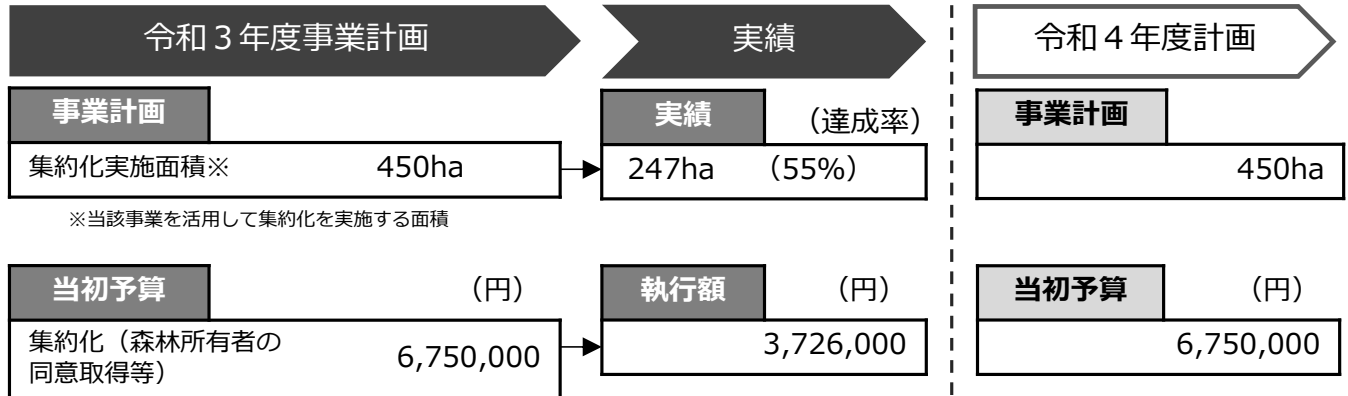 令和３年度事業計画 実績 令和４年度計画
事業計画 実績 （達成率） 事業計画
集約化実施面積※ 450ha 247ha （55%） 450ha
※当該事業を活用して集約化を実施する面積
当初予算 （円） 執行額 （円） 当初予算 （円）
集約化（森林所有者の
同意取得等） 6,750,000 3,726,000 6,750,000